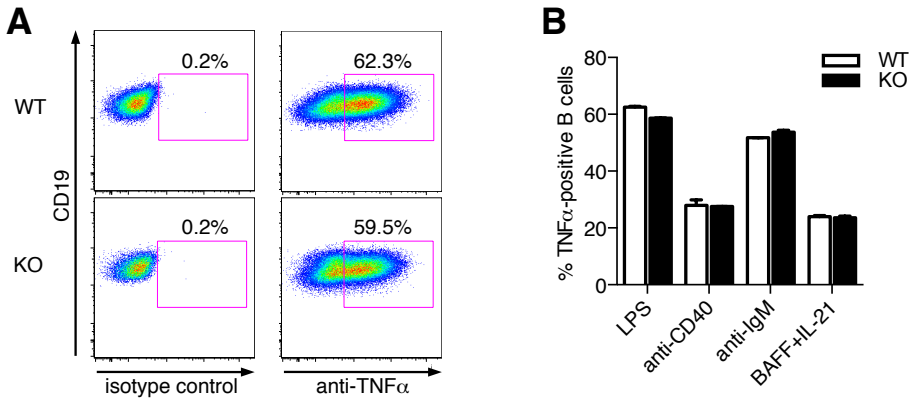 A
CD19
WT
0.2%
62.3%
KO
0.2%
59.5%
isotype control
anti-TNFα
B
WT
KO
% TNFα-positive B cells
80
60
40
20
0
LPS
anti-CD40
anti-IgM
BAFF+IL-21